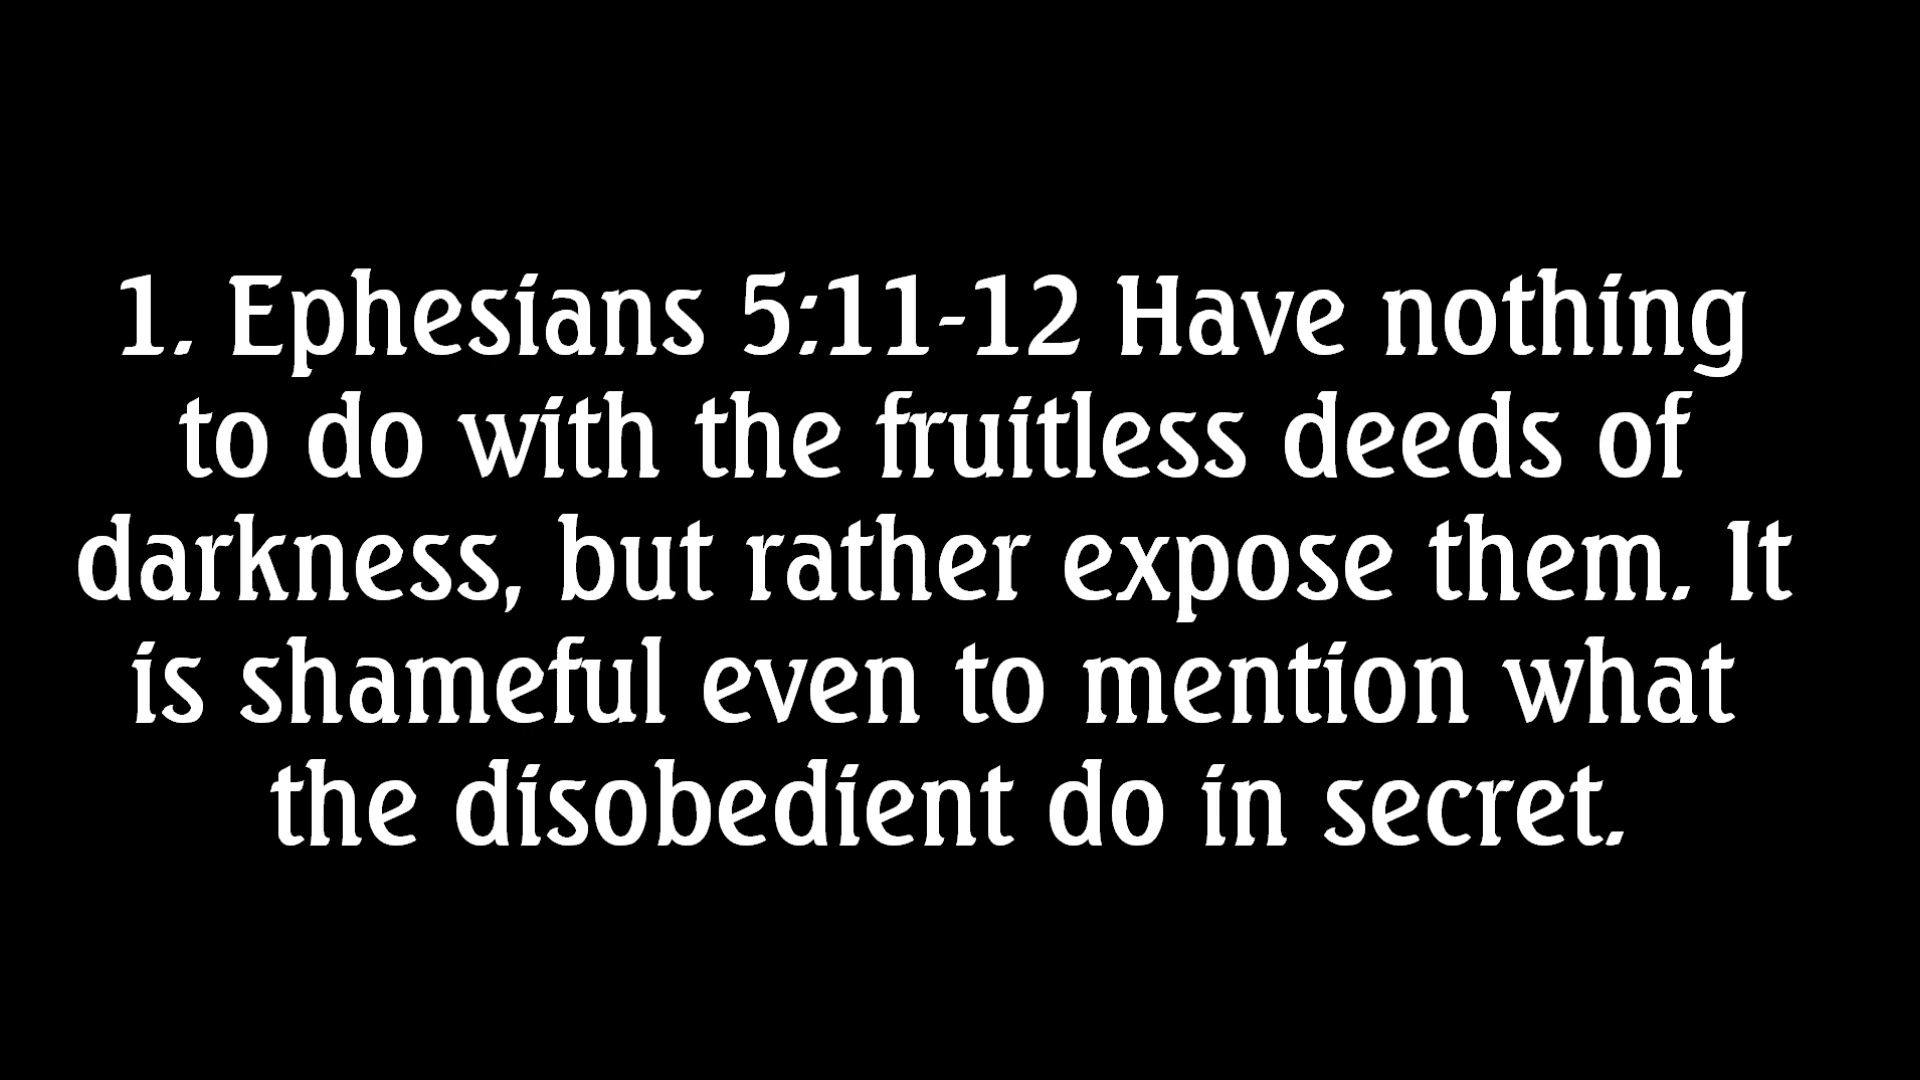 1. Ephesians 5:11-12 Have nothing
to do with the fruitless deeds of
darkness, but rather expose them. It
is shameful even to mention what
the disobedient do in secret.